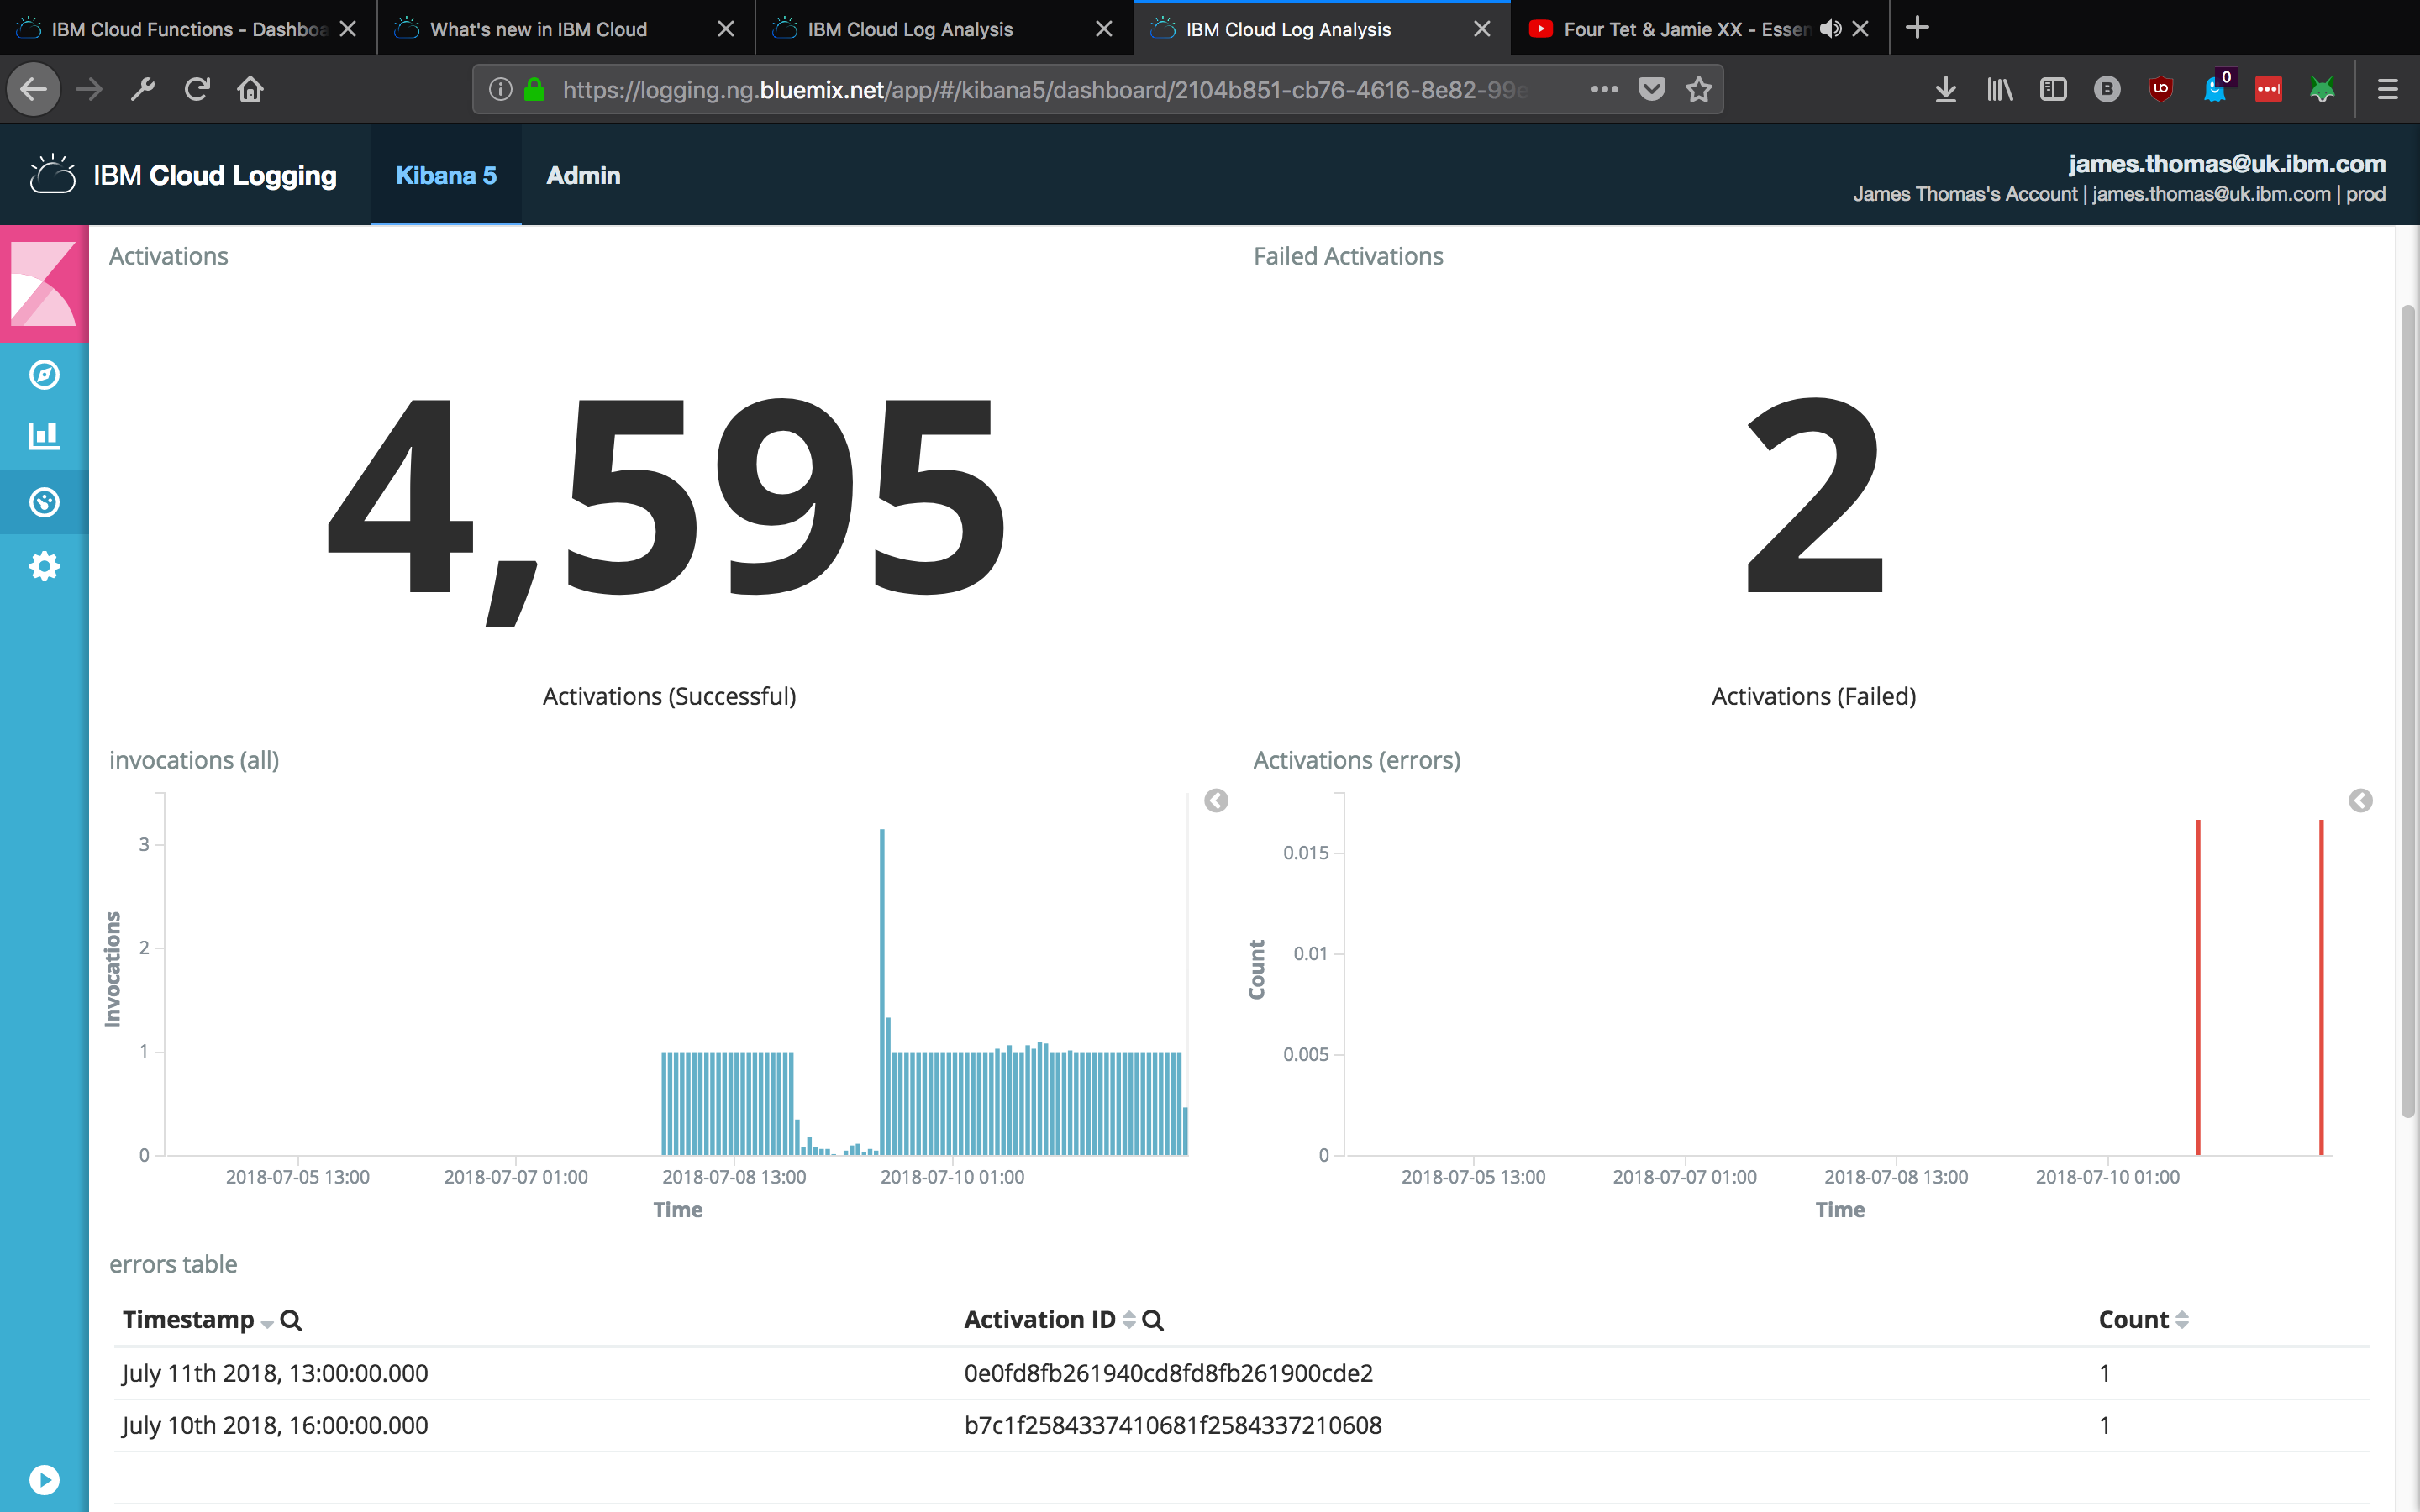 IBM Cloud Functions - Dashboa
What's new in IBM Cloud
IBM Cloud Log Analysis
IBM Cloud Log Analysis
Four Tet & Jamie XX - Essen
https://logging.ng.bluemix.net/app/#/kibana5/dashboard/2104b851-cb76-4616-8e82-99e
B
UO
0
IBM Cloud Logging
Kibana 5
Admin
james.thomas@uk.ibm.com
James Thomas's Account | james.thomas@uk.ibm.com | prod
Activations
4,595
Activations (Successful)
Failed Activations
2
Activations (Failed)
invocations (all)
Invocations
3
2
1
0
2018-07-05 13:00
2018-07-07 01:00
2018-07-08 13:00
2018-07-10 01:00
Time
Activations (errors)
Count
0.015
0.01
0.005
0
2018-07-05 13:00
2018-07-07 01:00
2018-07-08 13:00
2018-07-10 01:00
Time
errors table
Timestamp Activation ID Count
July 11th 2018, 13:00:00.000 0e0fd8fb261940cd8fd8fb261900cde2 1
July 10th 2018, 16:00:00.000 b7c1f2584337410681f2584337210608 1